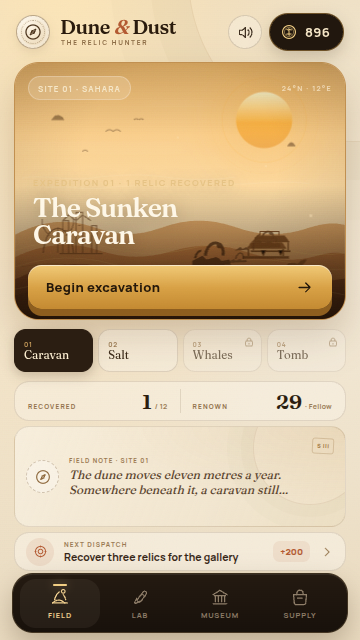 Dune & Dust
THE RELIC HUNTER
896
SITE 01 · SAHARA
24°N · 12°E
EXPEDITION 01 · 1 RELIC RECOVERED
The Sunken
Caravan
Begin excavation
01
Caravan
02
Salt
03
Whales
04
Tomb
RECOVERED
1 / 12
RENOWN
29 · Fellow
FIELD NOTE · SITE 01
The dune moves eleven metres a year.
Somewhere beneath it, a caravan still...
NEXT DISPATCH
Recover three relics for the gallery
+200
FIELD
LAB
MUSEUM
SUPPLY